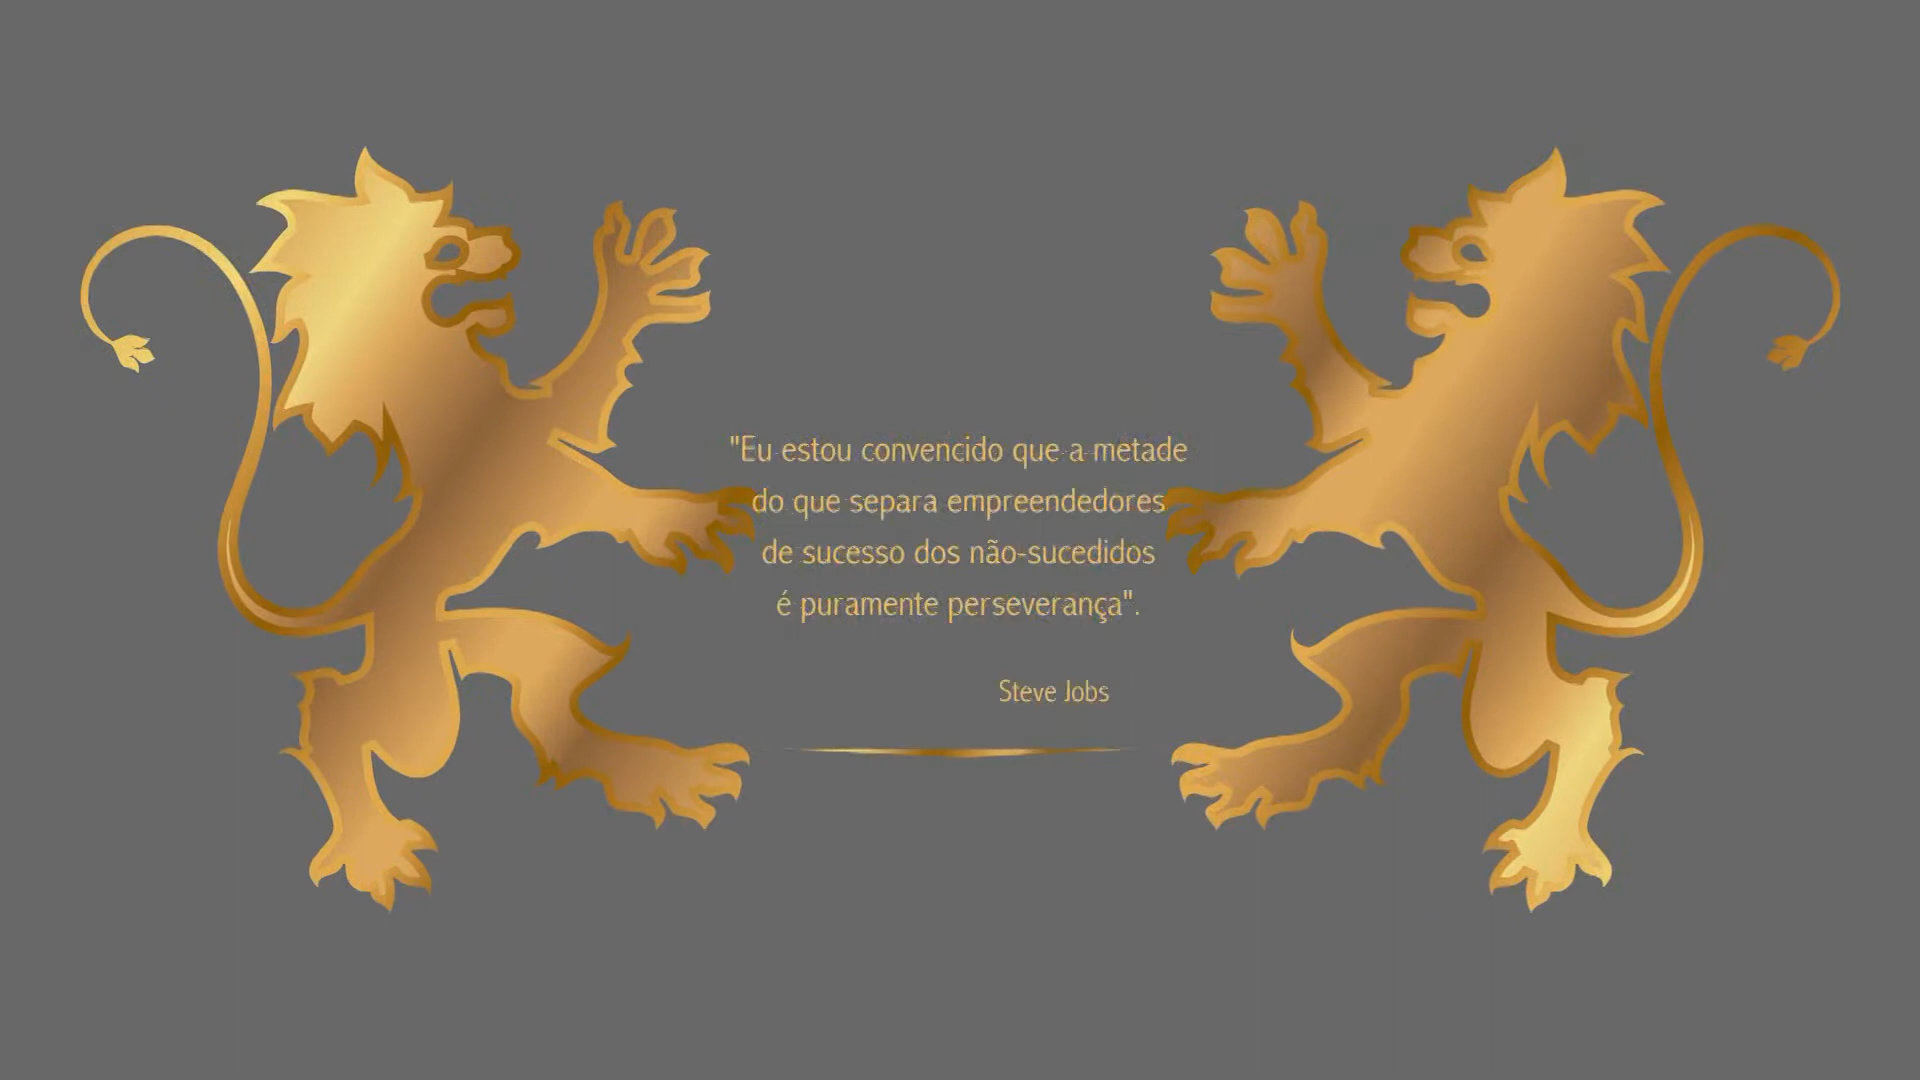 "Eu estou convencido que a metade
do que separa empreendedores
de sucesso dos não-sucedidos
é puramente perseverança".
Steve Jobs